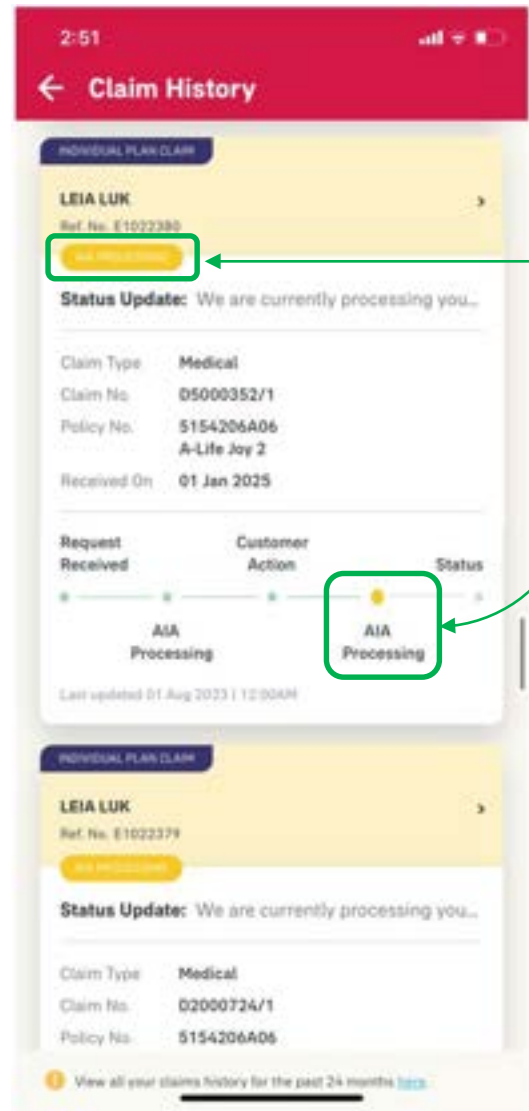 2:51
Claim History
INDIVIDUAL PLAN CLAIM
LEIA LUK
Ref. No. E1022380
AIA PROCESSING
Status Update: We are currently processing you...
Claim Type Medical
Claim No. D5000352/1
Policy No. 5154206A06
A-Life Joy 2
Received On 01 Jan 2025
Request Received
Customer Action
Status
AIA Processing
AIA Processing
Last updated 01 Aug 2023 | 12:00AM
INDIVIDUAL PLAN CLAIM
LEIA LUK
Ref. No. E1022379
AIA PROCESSING
Status Update: We are currently processing you...
Claim Type Medical
Claim No. D2000724/1
Policy No. 5154206A06
View all your claims history for the past 24 months here